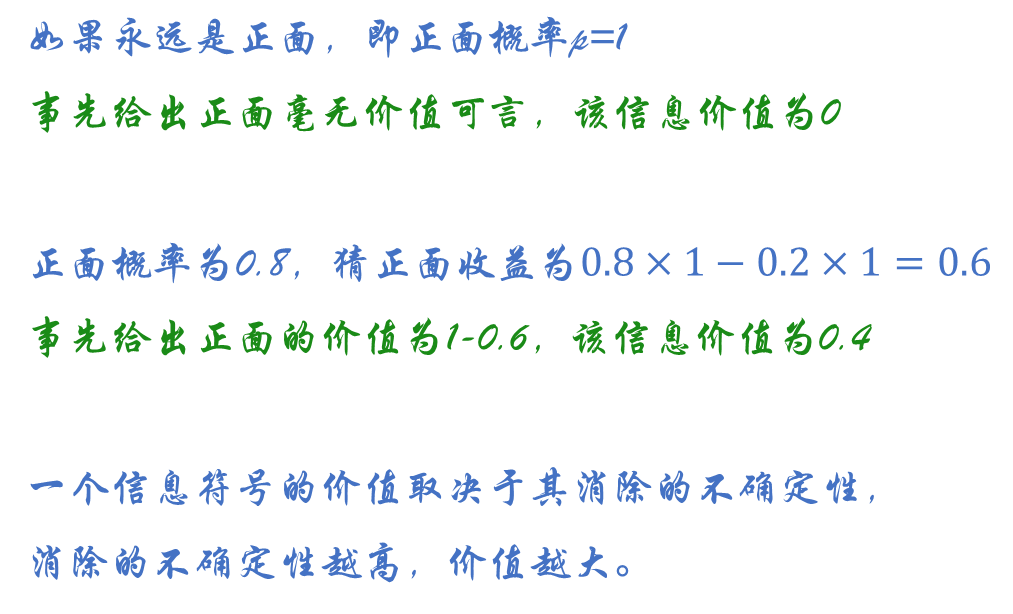 如果永远是正面，即正面概率p=1
事先给出正面毫无价值可言，该信息价值为0
正面概率为0.8，猜正面收益为0.8 × 1 − 0.2 × 1 = 0.6
事先给出正面的价值为1-0.6，该信息价值为0.4
一个信息符号的价值取决于其消除的不确定性，
消除的不确定性越高，价值越大。